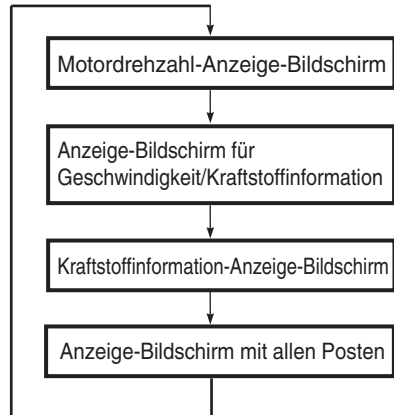 Motordrehzahl-Anzeige-Bildschirm
Anzeige-Bildschirm für
Geschwindigkeit/Kraftstoffinformation
Kraftstoffinformation-Anzeige-Bildschirm
Anzeige-Bildschirm mit allen Posten